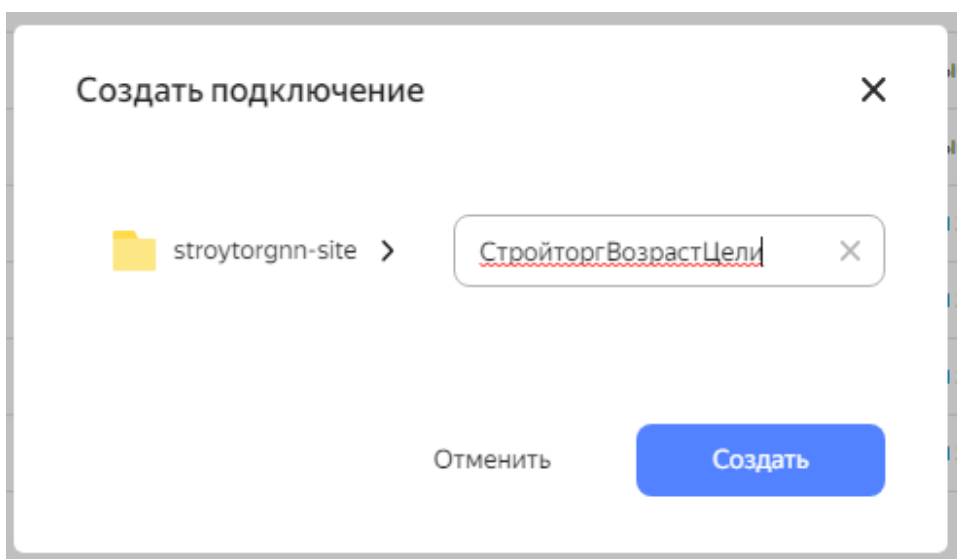 Создать подключение
stroytorgnn-site
СтройторгВозрастЦели
Отменить
Создать